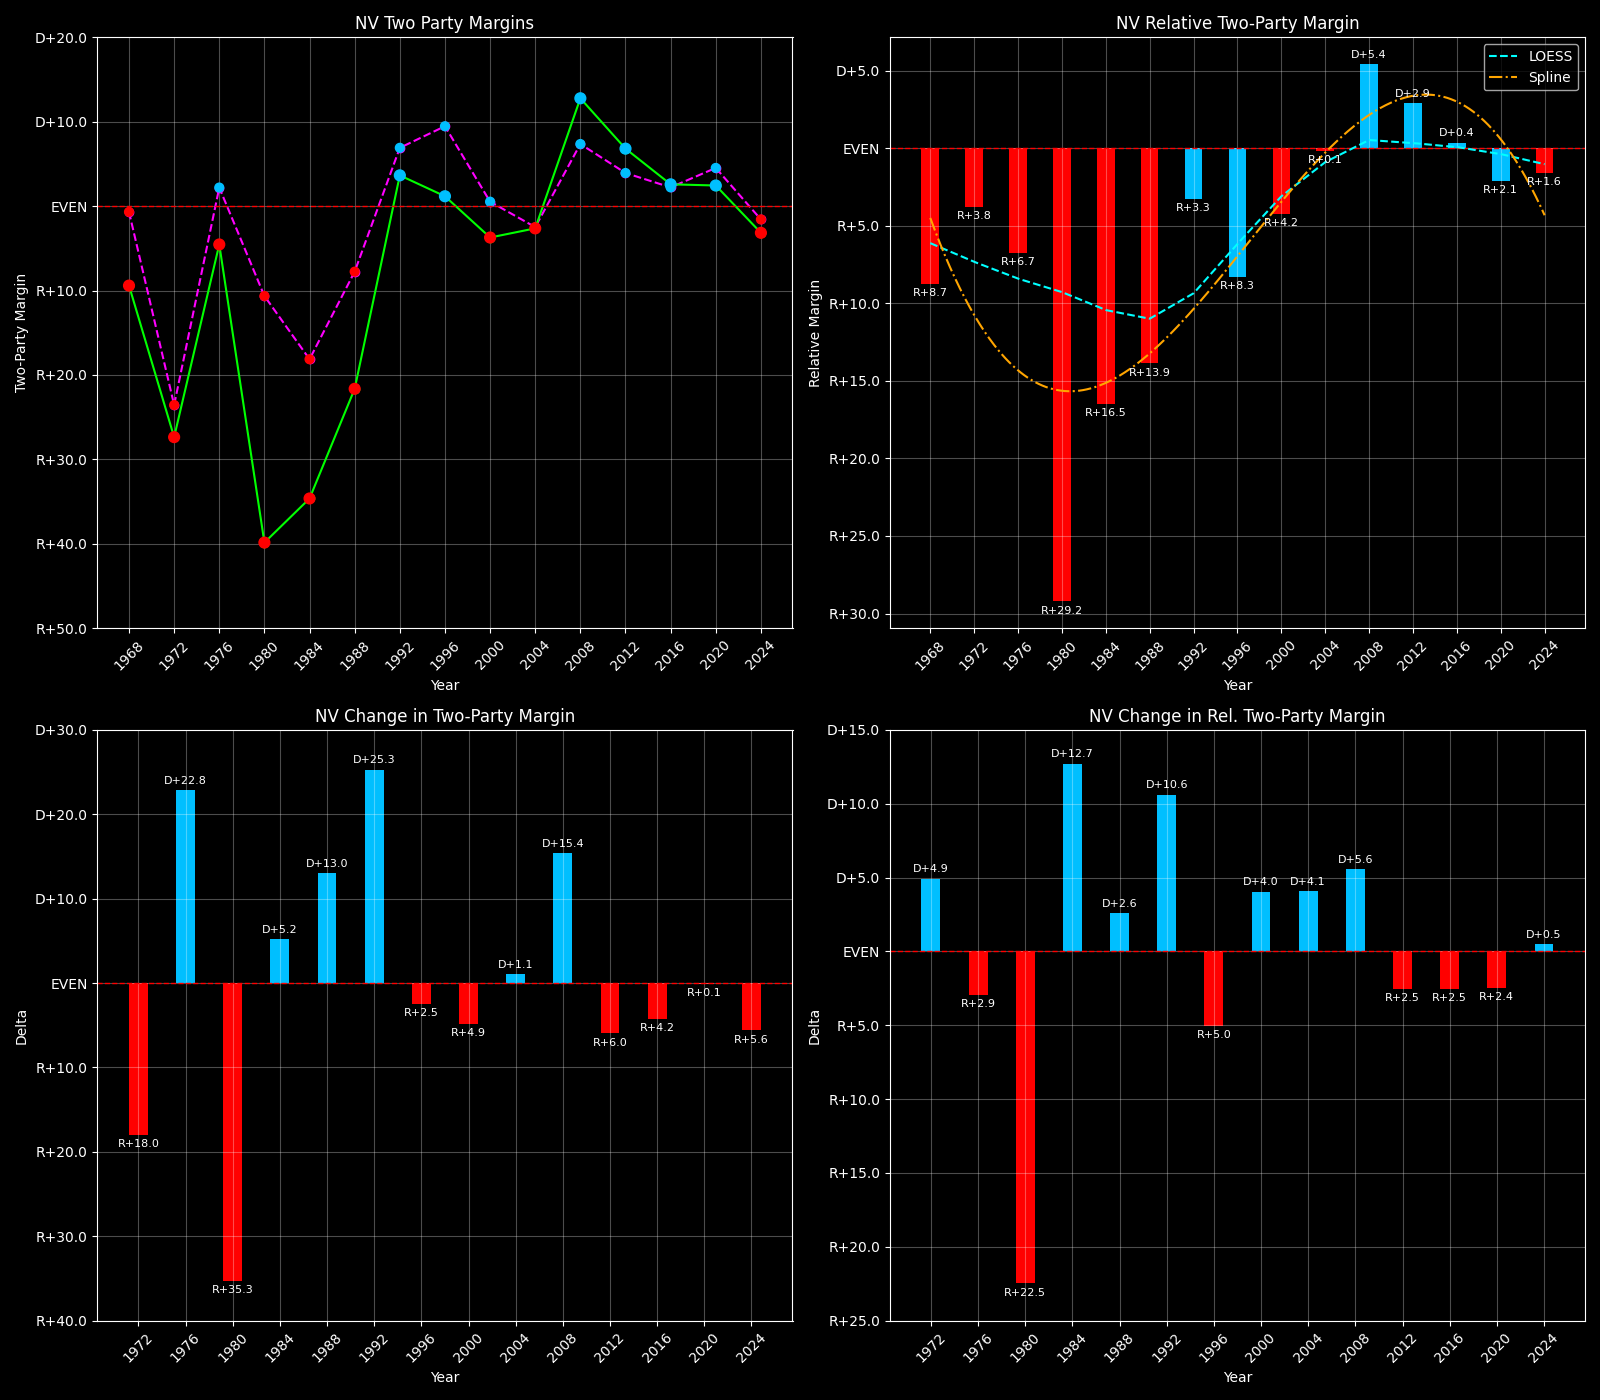 NV Two Party Margins
D+20.0
D+10.0
EVEN
R+10.0
R+20.0
R+30.0
R+40.0
R+50.0
Two-Party Margin
1968 1972 1976 1980 1984 1988 1992 1996 2000 2004 2008 2012 2016 2020 2024
Year
NV Relative Two-Party Margin
LOESS
Spline
D+5.0
EVEN
R+5.0
R+10.0
R+15.0
R+20.0
R+25.0
R+30.0
Relative Margin
R+8.7
R+3.8
R+6.7
R+29.2
R+16.5
R+13.9
R+3.3
R+8.3
R+4.2
R+0.1
D+5.4
D+2.9
D+0.4
R+2.1
R+1.6
1968 1972 1976 1980 1984 1988 1992 1996 2000 2004 2008 2012 2016 2020 2024
Year
NV Change in Two-Party Margin
D+30.0
D+20.0
D+10.0
EVEN
R+10.0
R+20.0
R+30.0
R+40.0
Delta
R+18.0
D+22.8
R+35.3
D+5.2
D+13.0
D+25.3
R+2.5
R+4.9
D+1.1
D+15.4
R+6.0
R+4.2
R+0.1
R+5.6
1972 1976 1980 1984 1988 1992 1996 2000 2004 2008 2012 2016 2020 2024
Year
NV Change in Rel. Two-Party Margin
D+15.0
D+10.0
D+5.0
EVEN
R+5.0
R+10.0
R+15.0
R+20.0
R+25.0
Delta
D+4.9
R+2.9
R+22.5
D+12.7
D+2.6
D+10.6
R+5.0
D+4.0
D+4.1
D+5.6
R+2.5
R+2.5
R+2.4
D+0.5
1972 1976 1980 1984 1988 1992 1996 2000 2004 2008 2012 2016 2020 2024
Year